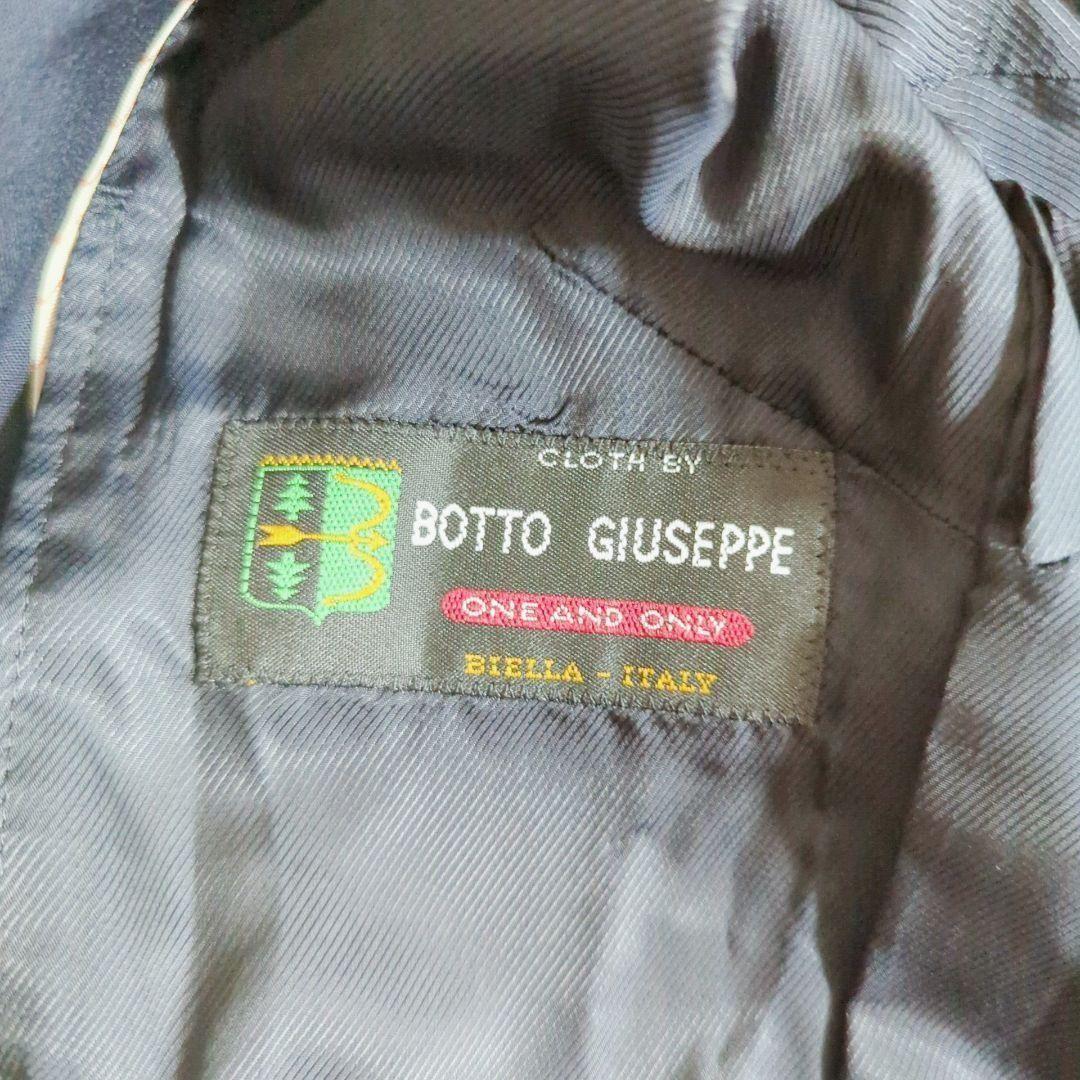 CLOTH BY
BOTTO GIUSEPPE
ONE AND ONLY
BIELLA - ITALY